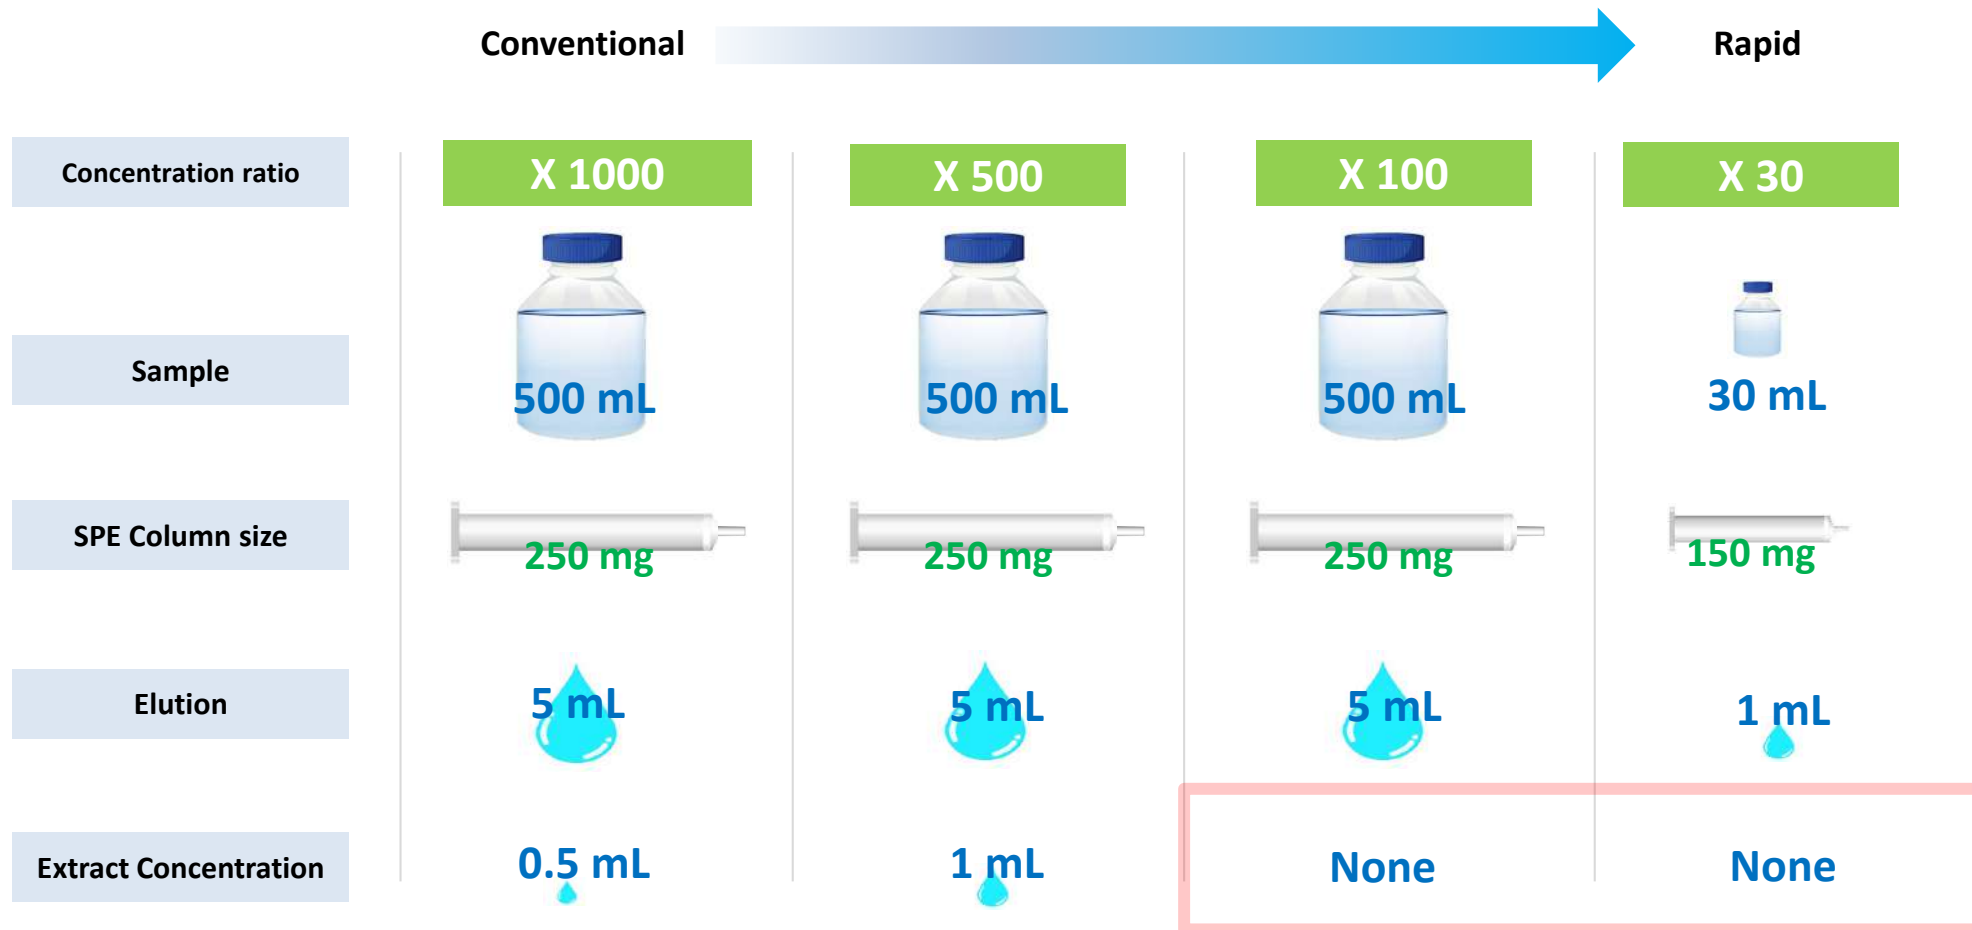 Conventional
Rapid
Concentration ratio
X 1000
X 500
X 100
X 30
Sample
500 mL
500 mL
500 mL
30 mL
SPE Column size
250 mg
250 mg
250 mg
150 mg
Elution
5 mL
5 mL
5 mL
1 mL
Extract Concentration
0.5 mL
1 mL
None
None